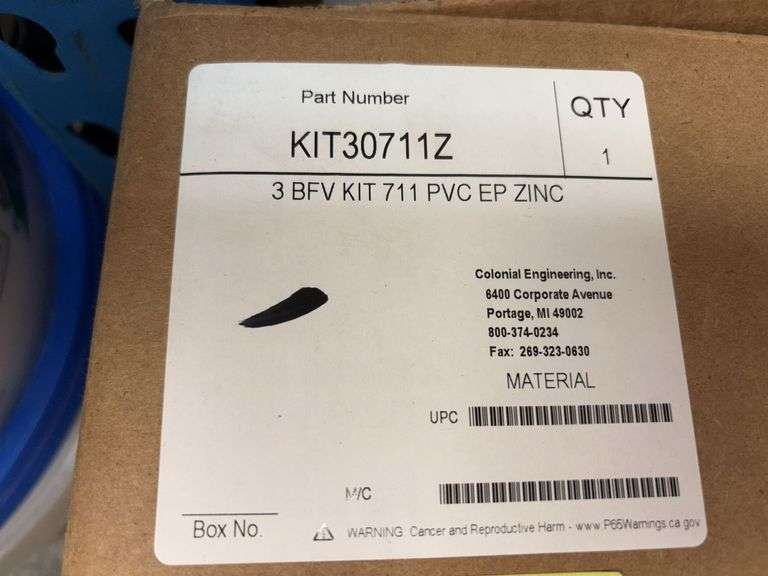 Part Number
QTY
KIT30711Z
1
3 BFV KIT 711 PVC EP ZINC
Colonial Engineering, Inc.
6400 Corporate Avenue
Portage, MI 49002
800-374-0234
Fax: 269-323-0630
MATERIAL
UPC
M/C
Box No.
WARNING: Cancer and Reproductive Harm - www.P65Warnings.ca.gov